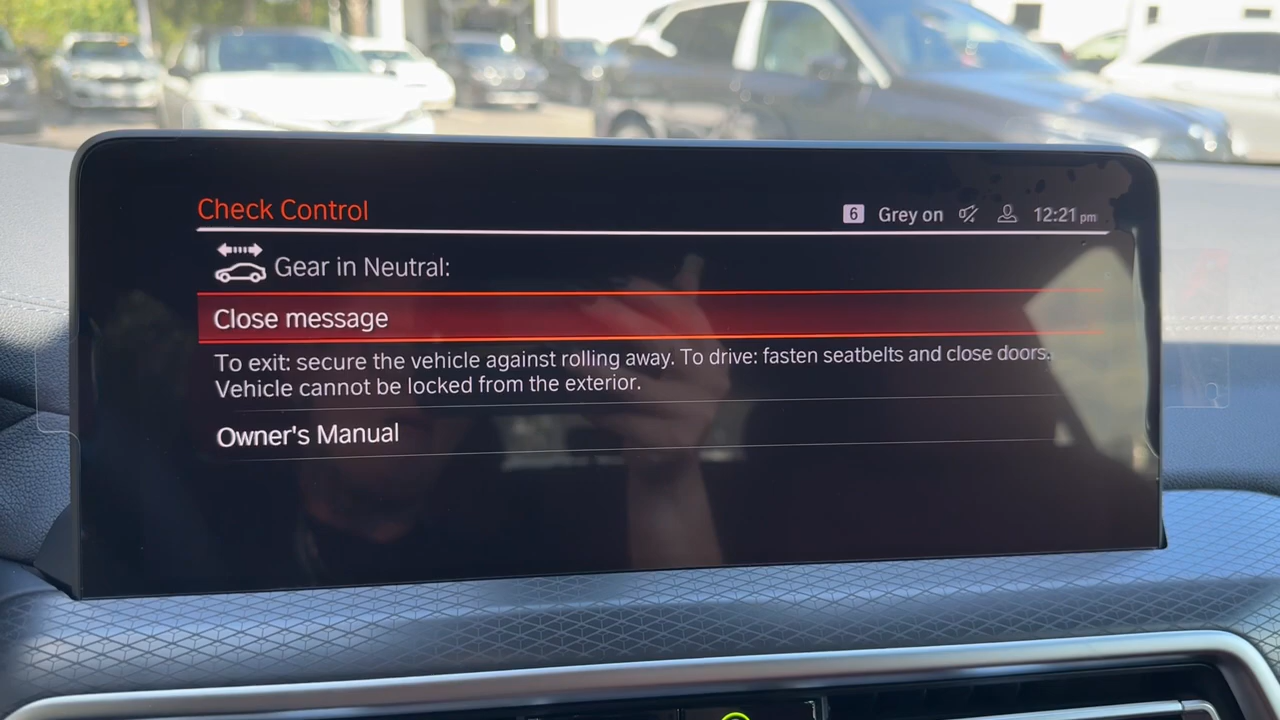 Check Control
6 Grey on 12:21 pm
Gear in Neutral:
Close message
To exit: secure the vehicle against rolling away. To drive: fasten seatbelts and close doors.
Vehicle cannot be locked from the exterior.
Owner's Manual